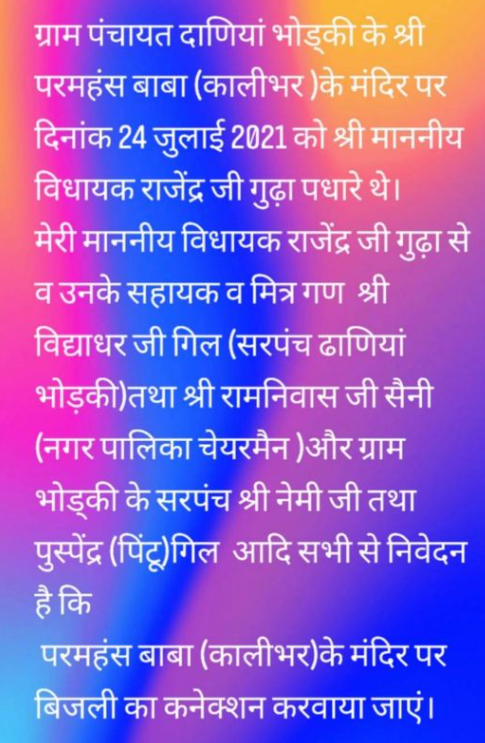 ग्राम पंचायत दाणियां भोड्की के श्री
परमहंस बाबा (कालीभर )के मंदिर पर
दिनांक 24 जुलाई 2021 को श्री माननीय
विधायक राजेंद्र जी गुढ़ा पधारे थे।
मेरी माननीय विधायक राजेंद्र जी गुढ़ा से
व उनके सहायक व मित्र गण श्री
विद्याधर जी गिल (सरपंच ढाणियां
भोड़की)तथा श्री रामनिवास जी सैनी
(नगर पालिका चेयरमैन )और ग्राम
भोड्की के सरपंच श्री नेमी जी तथा
पुस्पेंद्र (पिंटू)गिल आदि सभी से निवेदन
है कि
परमहंस बाबा (कालीभर)के मंदिर पर
बिजली का कनेक्शन करवाया जाएं।